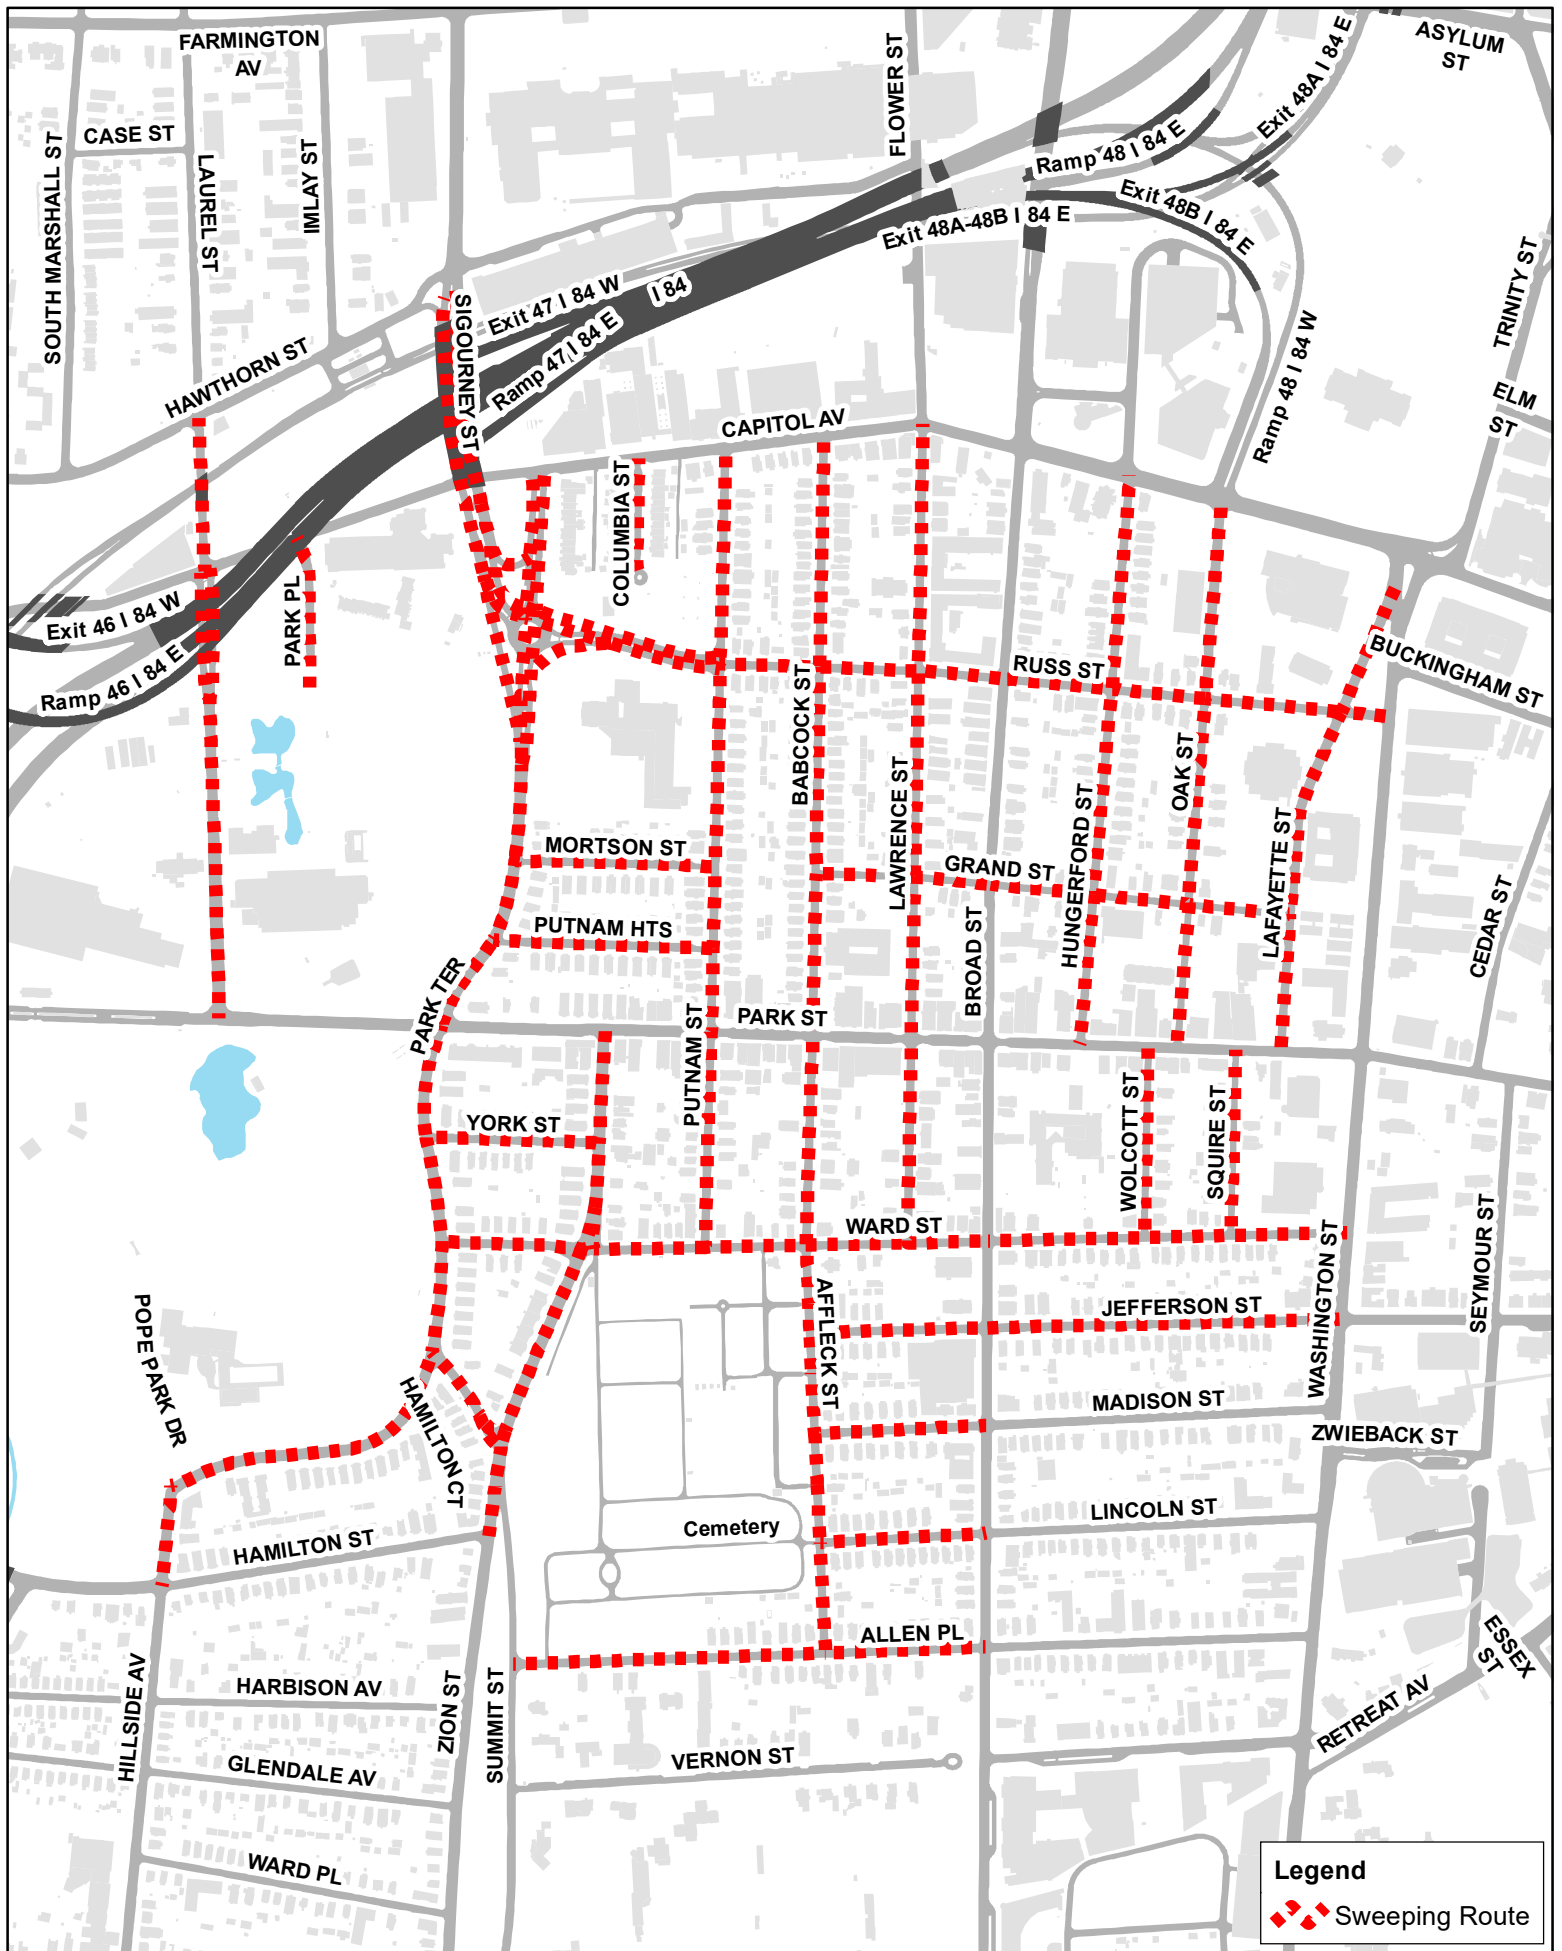 FARMINGTON
AV
ASYLUM
ST
FLOWER ST
Exit 48A I 84 E
CASE ST
SOUTH MARSHALL ST
LAUREL ST
IMLAY ST
Ramp 48 I 84 E
Exit 48B I 84 E
Exit 48A-48B I 84 E
TRINITY ST
I 84
Exit 47 I 84 W
Ramp 47 I 84 E
SIGOURNEY ST
HAWTHORN ST
Ramp 48 I 84 W
ELM
ST
CAPITOL AV
COLUMBIA ST
PARK PL
Exit 46 I 84 W
Ramp 46 I 84 E
RUSS ST
BUCKINGHAM ST
BABCOCK ST
LAWRENCE ST
OAK ST
HUNGERFORD ST
LAFAYETTE ST
MORTSON ST
GRAND ST
PUTNAM HTS
BROAD ST
CEDAR ST
PARK TER
PARK ST
PUTNAM ST
YORK ST
WOLCOTT ST
SQUIRE ST
WARD ST
WASHINGTON ST
SEYMOUR ST
POPE PARK DR
AFFLECK ST
JEFFERSON ST
HAMILTON CT
MADISON ST
ZWIEBACK ST
LINCOLN ST
Cemetery
HAMILTON ST
ALLEN PL
ESSEX
ST
HILLSIDE AV
HARBISON AV
ZION ST
SUMMIT ST
RETREAT AV
VERNON ST
GLENDALE AV
WARD PL
Legend
Sweeping Route